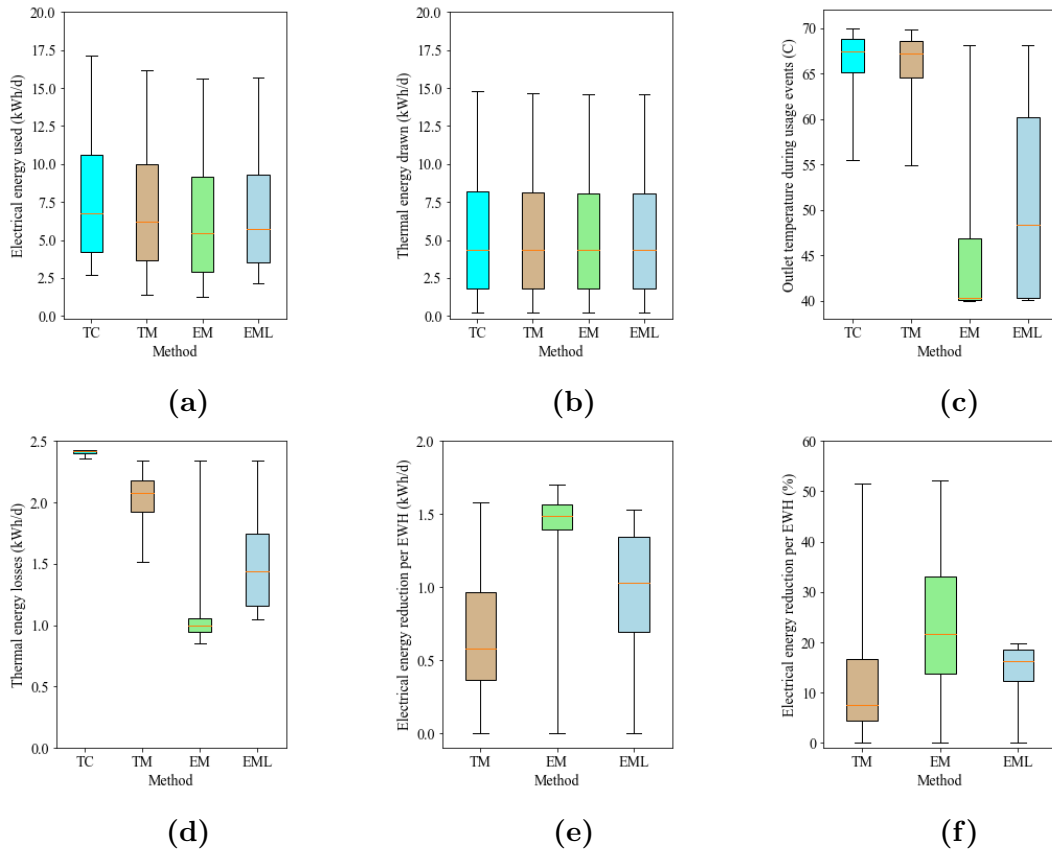 20.0
17.5
15.0
12.5
10.0
7.5
5.0
2.5
0.0
Electrical energy used (kWh/d)
TC TM EM EML
Method
(a)
20.0
17.5
15.0
12.5
10.0
7.5
5.0
2.5
0.0
Thermal energy drawn (kWh/d)
TC TM EM EML
Method
(b)
70
65
60
55
50
45
40
Outlet temperature during usage events (C)
TC TM EM EML
Method
(c)
2.5
2.0
1.5
1.0
0.5
0.0
Thermal energy losses (kWh/d)
TC TM EM EML
Method
(d)
2.0
1.5
1.0
0.5
0.0
Electrical energy reduction per EWH (kWh/d)
TM EM EML
Method
(e)
60
50
40
30
20
10
0
Electrical energy reduction per EWH (%)
TM EM EML
Method
(f)